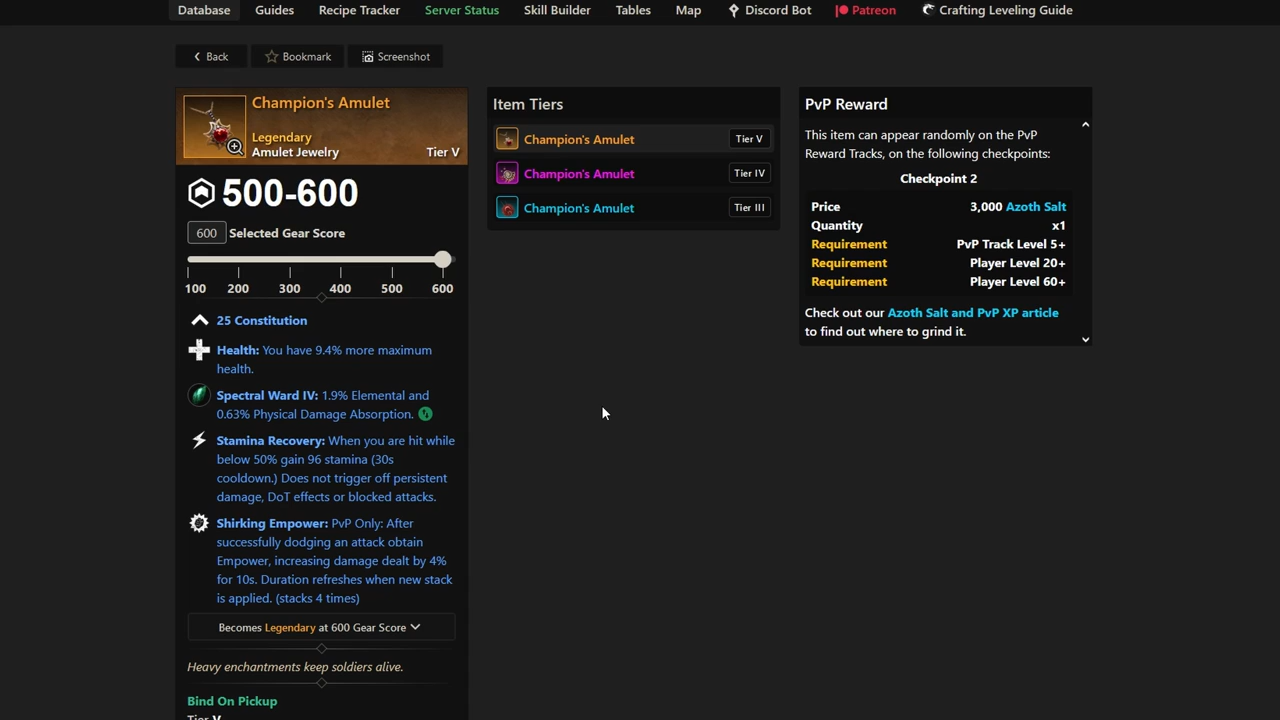 Database Guides Recipe Tracker Server Status Skill Builder Tables Map Discord Bot Patreon Crafting Leveling Guide
Back Bookmark Screenshot
Champion's Amulet
Legendary
Amulet Jewelry Tier V
500-600
600 Selected Gear Score
100 200 300 400 500 600
25 Constitution
Health: You have 9.4% more maximum
health.
Spectral Ward IV: 1.9% Elemental and
0.63% Physical Damage Absorption.
Stamina Recovery: When you are hit while
below 50% gain 96 stamina (30s
cooldown.) Does not trigger off persistent
damage, DoT effects or blocked attacks.
Shirking Empower: PvP Only: After
successfully dodging an attack obtain
Empower, increasing damage dealt by 4%
for 10s. Duration refreshes when new stack
is applied. (stacks 4 times)
Becomes Legendary at 600 Gear Score
Heavy enchantments keep soldiers alive.
Bind On Pickup
Tier V
Item Tiers
Champion's Amulet Tier V
Champion's Amulet Tier IV
Champion's Amulet Tier III
PvP Reward
This item can appear randomly on the PvP
Reward Tracks, on the following checkpoints:
Checkpoint 2
Price 3,000 Azoth Salt
Quantity x1
Requirement PvP Track Level 5+
Requirement Player Level 20+
Requirement Player Level 60+
Check out our Azoth Salt and PvP XP article
to find out where to grind it.